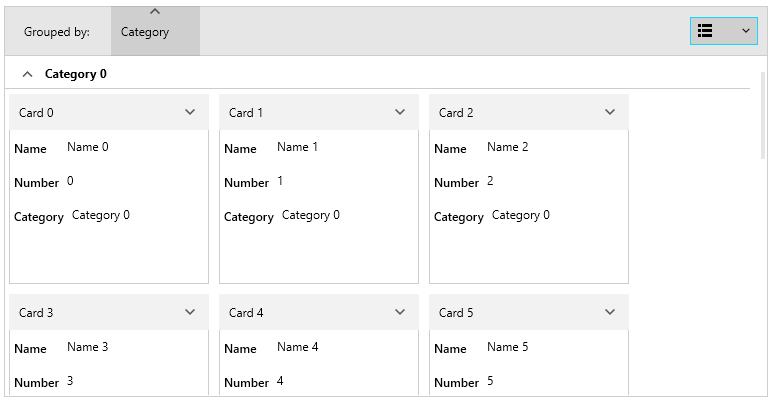 Grouped by: Category
Category 0
Card 0 Card 1 Card 2
Name Name 0 Name Name 1 Name Name 2
Number 0 Number 1 Number 2
Category Category 0 Category Category 0 Category Category 0
Card 3 Card 4 Card 5
Name Name 3 Name Name 4 Name Name 5
Number 3 Number 4 Number 5